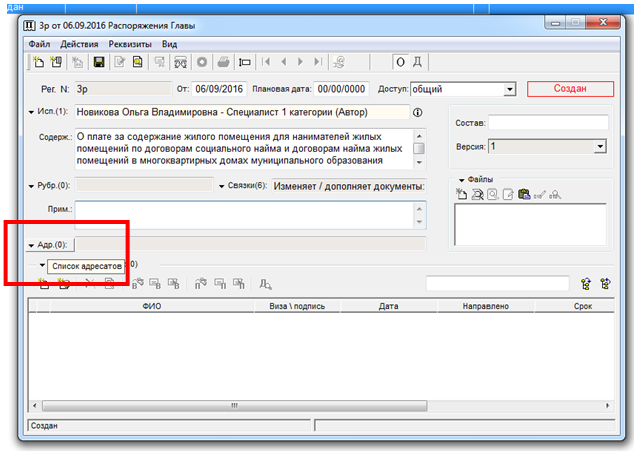 дан
3р от 06.09.2016 Распоряжения Главы
Файл Действия Реквизиты Вид
О Д
Рег. N: 3р От: 06/09/2016 Плановая дата: 00/00/0000 Доступ: общий Создан
Исп.(1): Новикова Ольга Владимировна - Специалист 1 категории (Автор)
Состав:
Содерж.: О плате за содержание жилого помещения для нанимателей жилых
помещений по договорам социального найма и договорам найма жилых
помещений в многоквартирных домах муниципального образования
Версия: 1
Рубр.(0): Связки(6): Изменяет / дополняет документы:
Файлы
Прим.:
Адр.(0):
Список адресатов 0)
ФИО Виза \ подпись Дата Направлено Срок
Создан